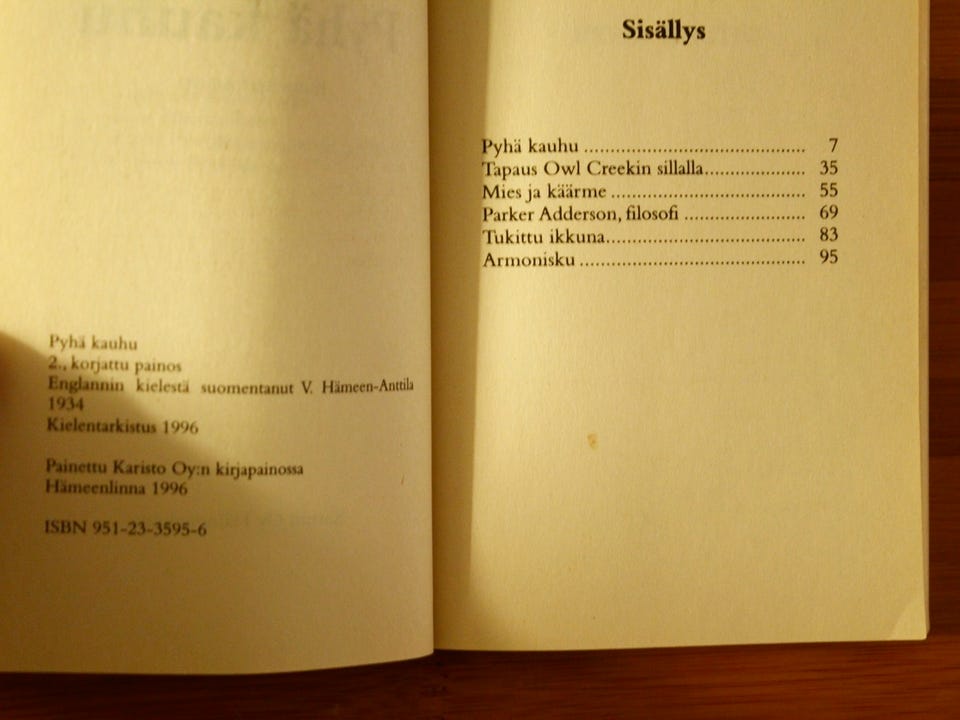 Pyhä kauhu
2., korjattu painos
Englannin kielestä suomentanut V. Hämeen-Anttila
1934
Kielentarkistus 1996
Painettu Karisto Oy:n kirjapainossa
Hämeenlinna 1996
ISBN 951-23-3595-6
Sisällys
Pyhä kauhu ........................................ 7
Tapaus Owl Creekin sillalla.................. 35
Mies ja käärme ................................... 55
Parker Adderson, filosofi ...................... 69
Tukittu ikkuna.................................... 83
Armonisku ......................................... 95